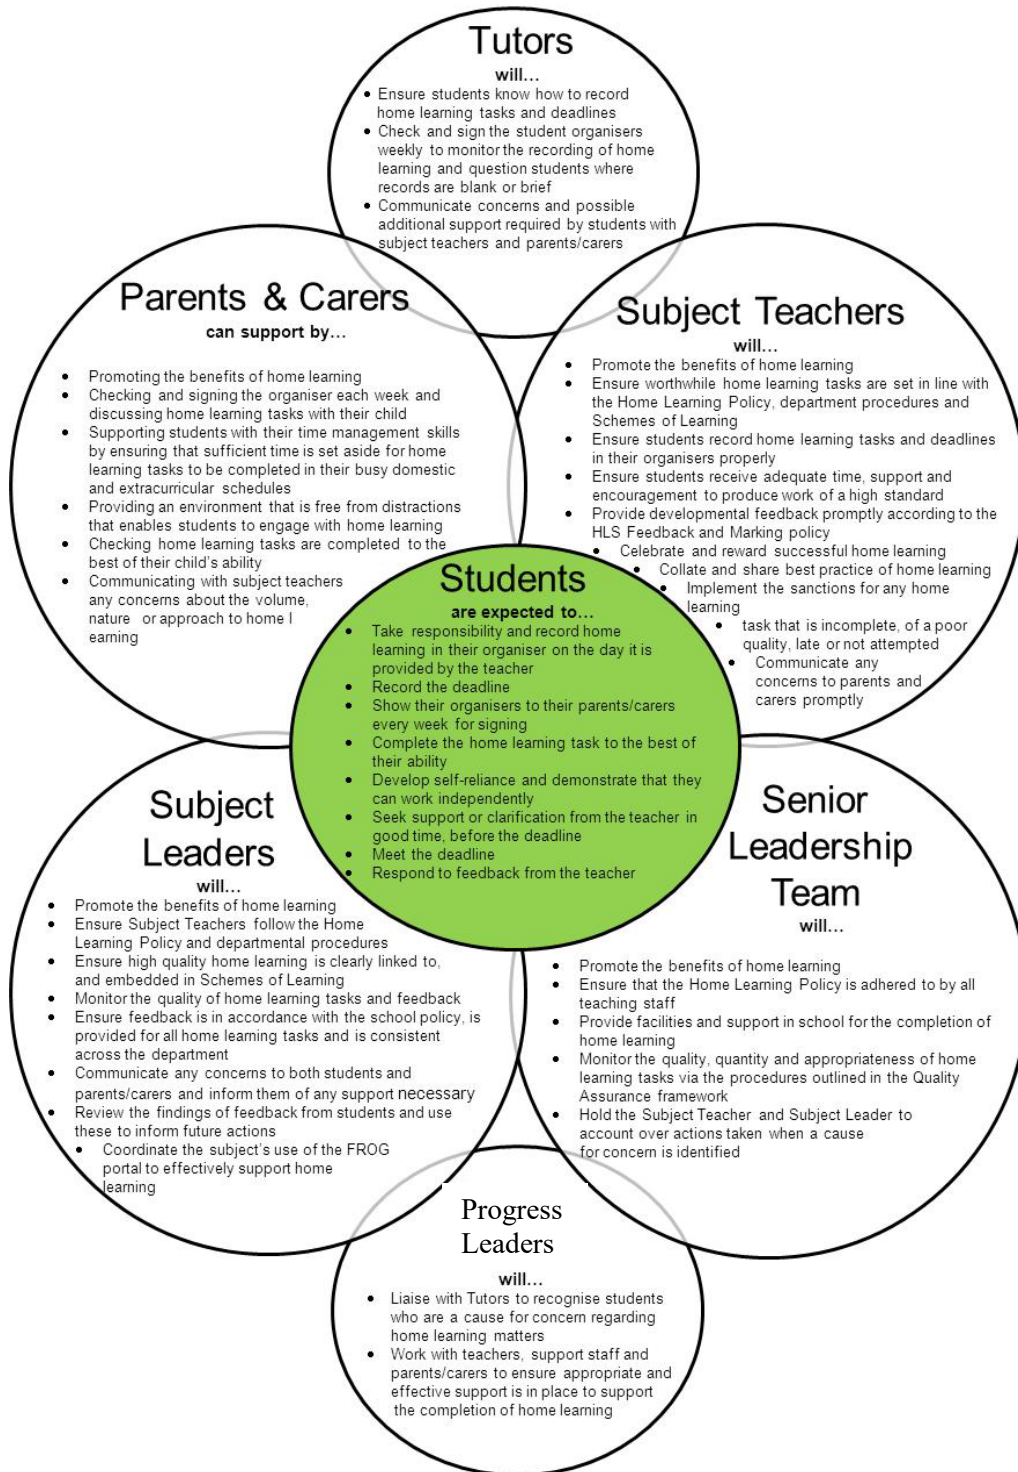 Tutors
will...
• Ensure students know how to record
home learning tasks and deadlines
• Check and sign the student organisers
weekly to monitor the recording of home
learning and question students where
records are blank or brief
• Communicate concerns and possible
additional support required by students with
subject teachers and parents/carers
Parents & Carers
can support by...
• Promoting the benefits of home learning
• Checking and signing the organiser each week and
discussing home learning tasks with their child
• Supporting students with their time management skills
by ensuring that sufficient time is set aside for home
learning tasks to be completed in their busy domestic
and extracurricular schedules
• Providing an environment that is free from distractions
that enables students to engage with home learning
• Checking home learning tasks are completed to the
best of their child's ability
• Communicating with subject teachers
any concerns about the volume,
nature or approach to home l
earning
Subject Teachers
will...
• Promote the benefits of home learning
• Ensure worthwhile home learning tasks are set in line with
the Home Learning Policy, department procedures and
Schemes of Learning
• Ensure students record home learning tasks and deadlines
in their organisers properly
• Ensure students receive adequate time, support and
encouragement to produce work of a high standard
• Provide developmental feedback promptly according to the
HLS Feedback and Marking policy
• Celebrate and reward successful home learning
• Collate and share best practice of home learning
• Implement the sanctions for any home
learning
• task that is incomplete, of a poor
quality, late or not attempted
• Communicate any
concerns to parents and
carers promptly
Students
are expected to...
• Take responsibility and record home
learning in their organiser on the day it is
provided by the teacher
• Record the deadline
• Show their organisers to their parents/carers
every week for signing
• Complete the home learning task to the best of
their ability
• Develop self-reliance and demonstrate that they
can work independently
• Seek support or clarification from the teacher in
good time, before the deadline
• Meet the deadline
• Respond to feedback from the teacher
Subject
Leaders
will...
• Promote the benefits of home learning
• Ensure Subject Teachers follow the Home
Learning Policy and departmental procedures
• Ensure high quality home learning is clearly linked to,
and embedded in Schemes of Learning
• Monitor the quality of home learning tasks and feedback
• Ensure feedback is in accordance with the school policy, is
provided for all home learning tasks and is consistent
across the department
• Communicate any concerns to both students and
parents/carers and inform them of any support necessary
• Review the findings of feedback from students and use
these to inform future actions
• Coordinate the subject's use of the FROG
portal to effectively support home
learning
Senior
Leadership
Team
will...
• Promote the benefits of home learning
• Ensure that the Home Learning Policy is adhered to by all
teaching staff
• Provide facilities and support in school for the completion of
home learning
• Monitor the quality, quantity and appropriateness of home
learning tasks via the procedures outlined in the Quality
Assurance framework
• Hold the Subject Teacher and Subject Leader to
account over actions taken when a cause
for concern is identified
Progress
Leaders
will...
• Liaise with Tutors to recognise students
who are a cause for concern regarding
home learning matters
• Work with teachers, support staff and
parents/carers to ensure appropriate and
effective support is in place to support
the completion of home learning